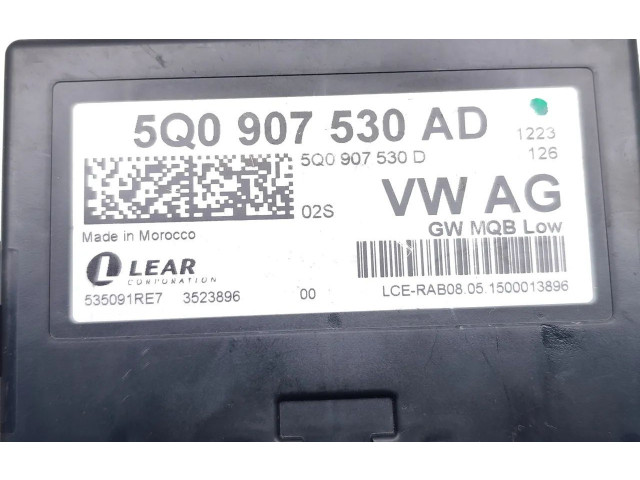 5Q0 907 530 AD
1223
5Q0 907 530 D
126
02S
VW AG
GW MQB Low
Made in Morocco
LEAR
CORPORATION
535091RE7 3523896 00 LCE-RAB08.05.1500013896